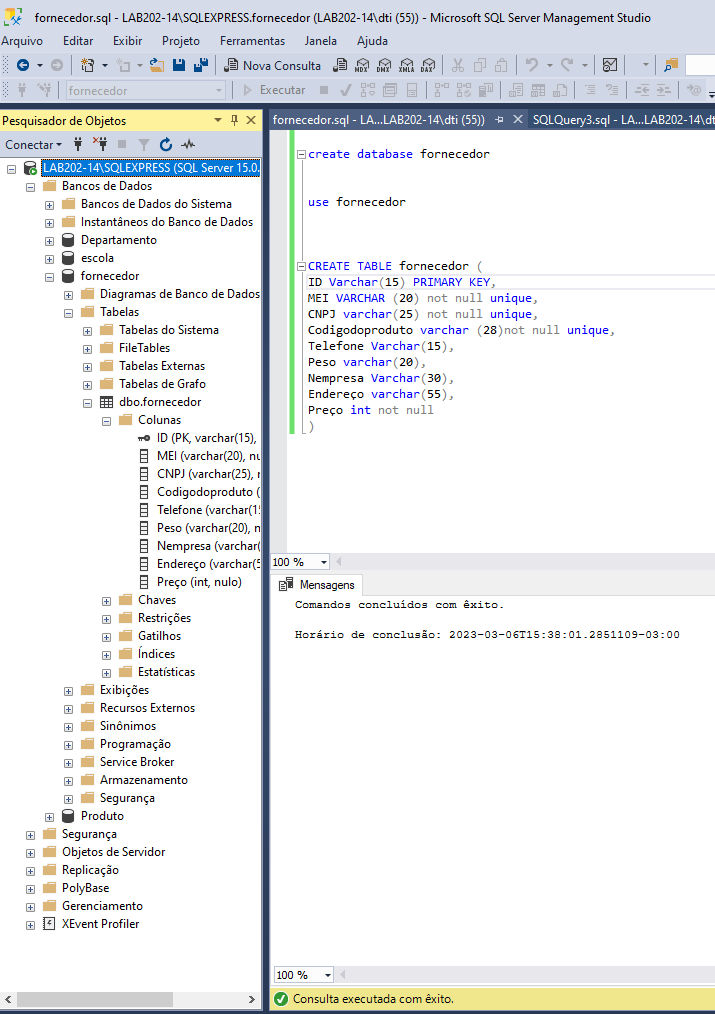 fornecedor.sql - LAB202-14\SQLEXPRESS.fornecedor (LAB202-14\dti (55)) - Microsoft SQL Server Management Studio
Arquivo Editar Exibir Projeto Ferramentas Janela Ajuda
Nova Consulta MDX DMX XMLA DAX
fornecedor Executar
Pesquisador de Objetos
Conectar
LAB202-14\SQLEXPRESS (SQL Server 15.0.
Bancos de Dados
Bancos de Dados do Sistema
Instantâneos do Banco de Dados
Departamento
escola
fornecedor
Diagramas de Banco de Dados
Tabelas
Tabelas do Sistema
FileTables
Tabelas Externas
Tabelas de Grafo
dbo.fornecedor
Colunas
ID (PK, varchar(15),
MEI (varchar(20), nu
CNPJ (varchar(25), n
Codigodoproduto (
Telefone (varchar(1
Peso (varchar(20), n
Nempresa (varchar(
Endereço (varchar(5
Preço (int, nulo)
Chaves
Restrições
Gatilhos
Índices
Estatísticas
Exibições
Recursos Externos
Sinônimos
Programação
Service Broker
Armazenamento
Segurança
Produto
Segurança
Objetos de Servidor
Replicação
PolyBase
Gerenciamento
XEvent Profiler
fornecedor.sql - LA...LAB202-14\dti (55)) SQLQuery3.sql - LA...LAB202-14\dt
create database fornecedor
use fornecedor
CREATE TABLE fornecedor (
ID Varchar(15) PRIMARY KEY,
MEI VARCHAR (20) not null unique,
CNPJ varchar(25) not null unique,
Codigodoproduto varchar (28)not null unique,
Telefone Varchar(15),
Peso varchar(20),
Nempresa Varchar(30),
Endereço varchar(55),
Preço int not null
)
100 %
Mensagens
Comandos concluídos com êxito.
Horário de conclusão: 2023-03-06T15:38:01.2851109-03:00
100 %
Consulta executada com êxito.